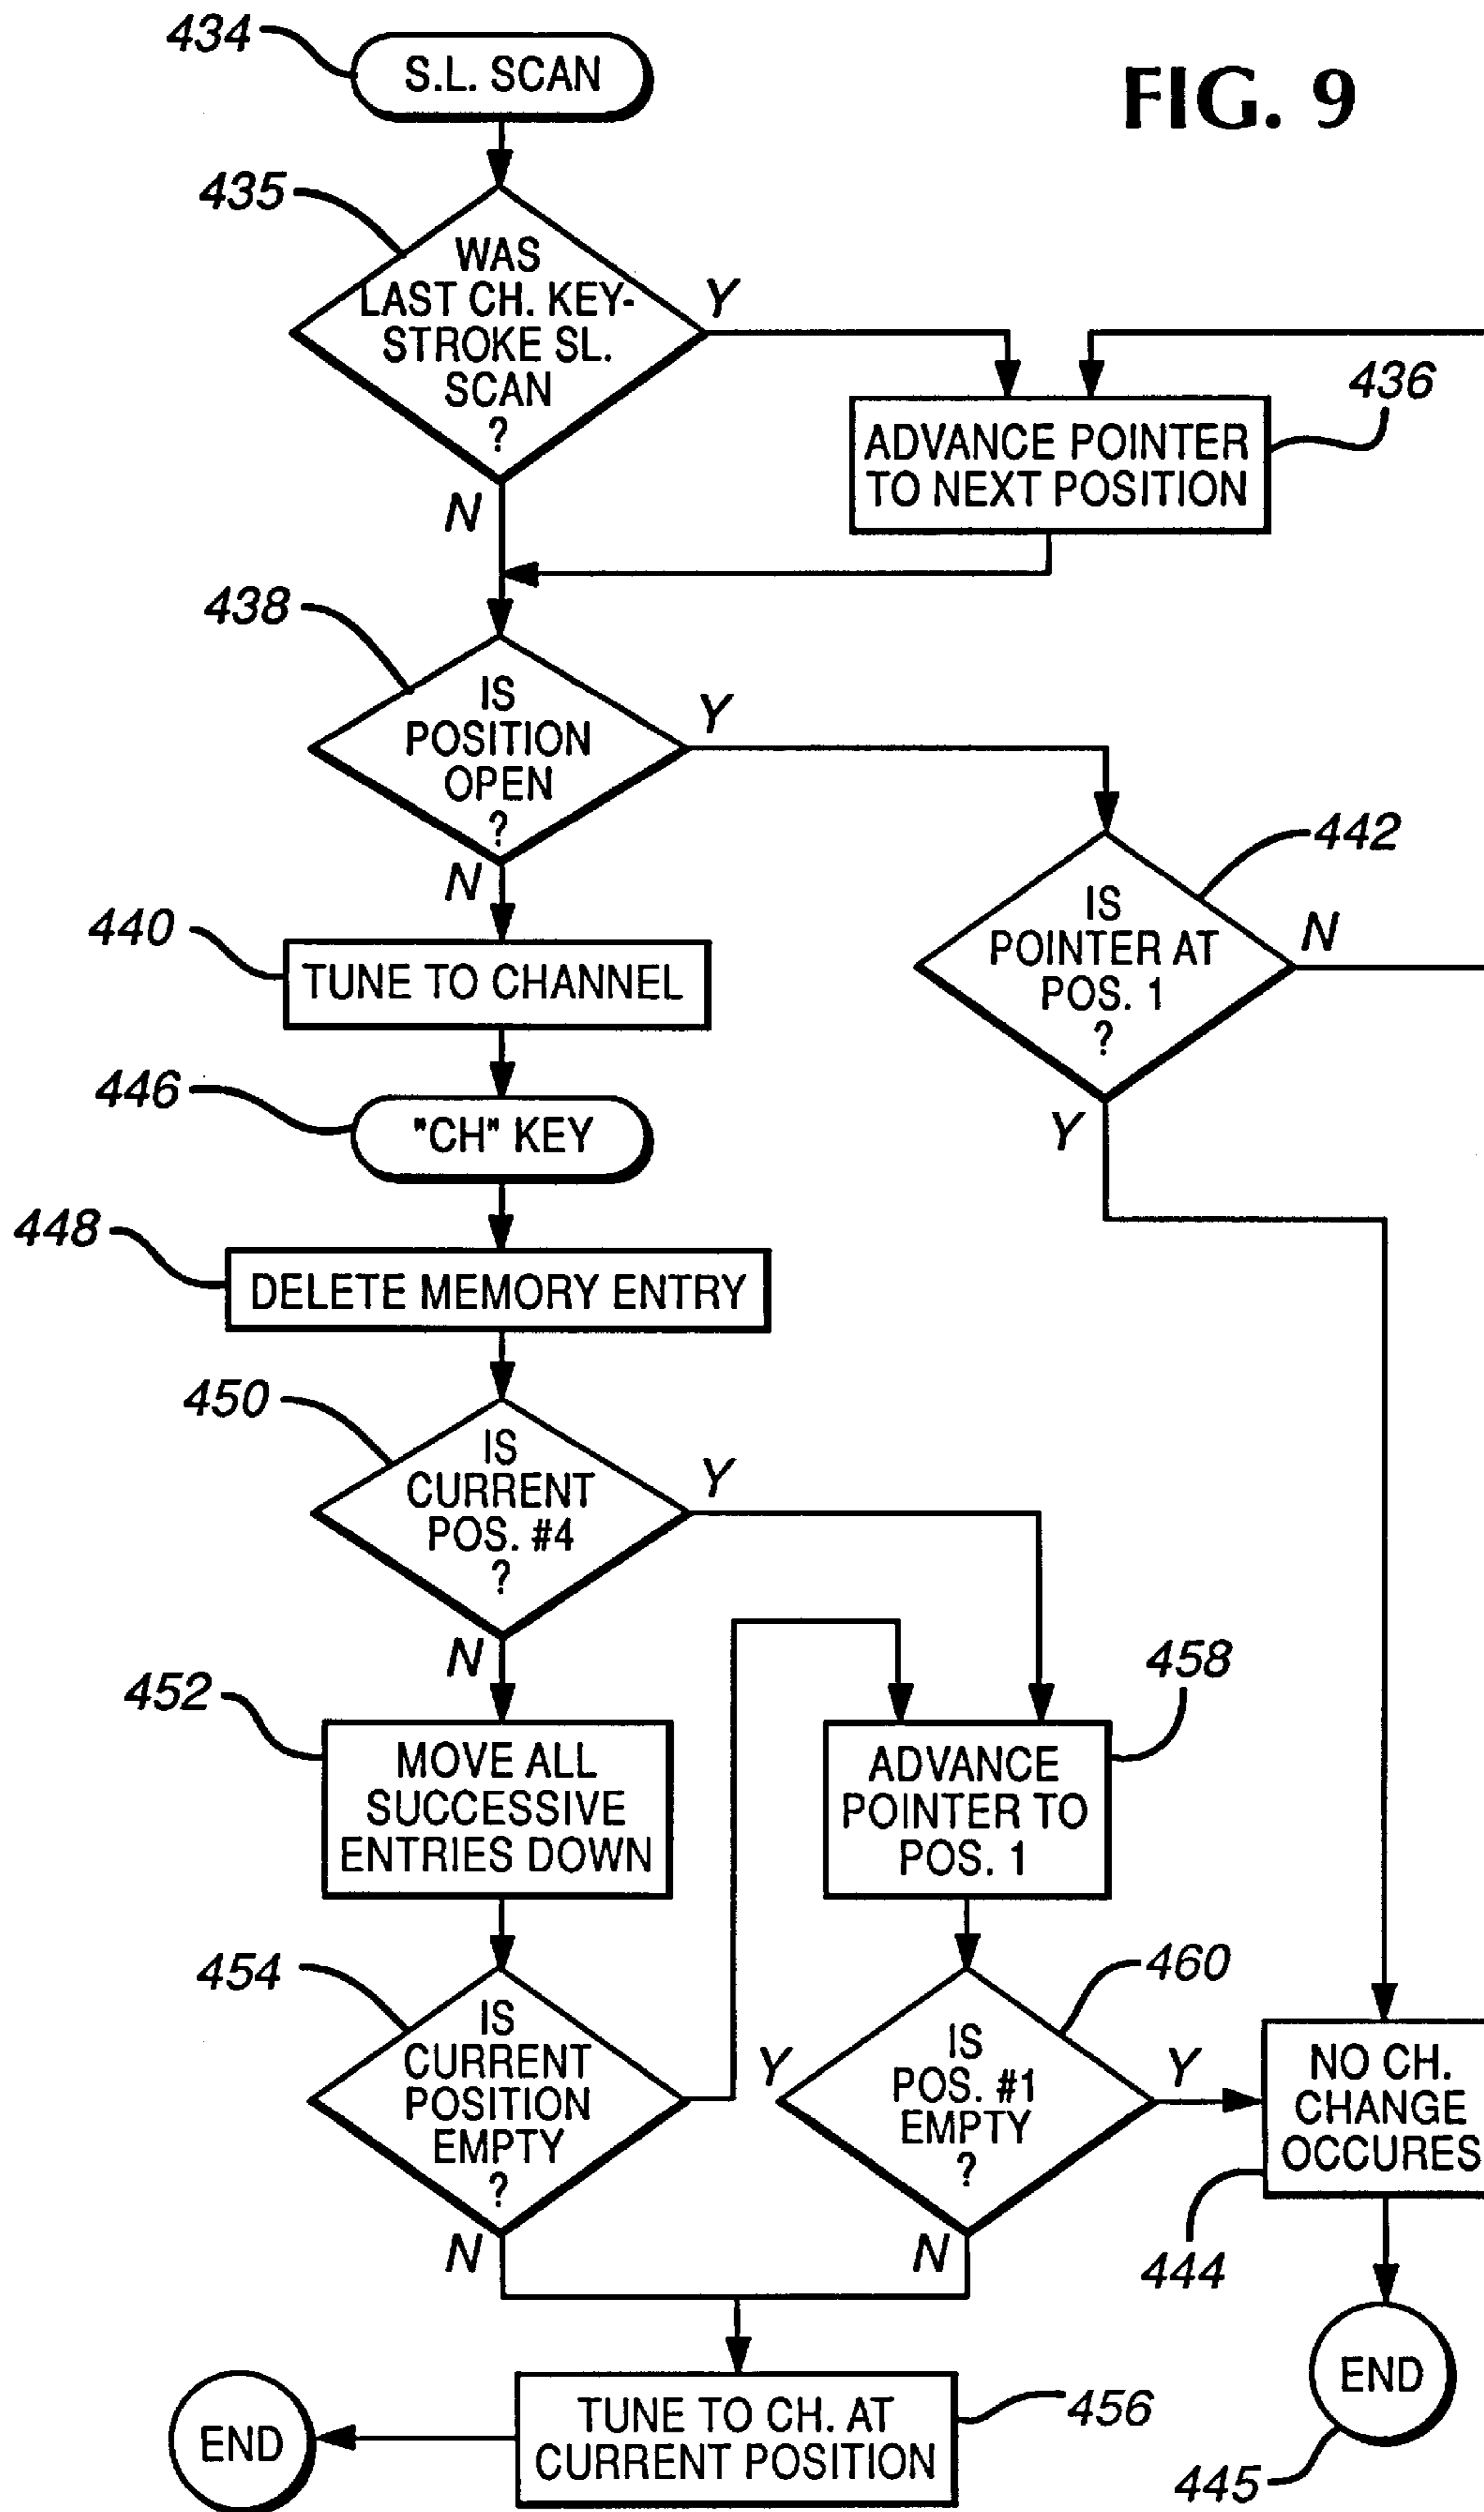 434
S.L. SCAN
FIG. 9
435
WAS
LAST CH. KEY-
STROKE SL.
SCAN
?
Y
N
436
ADVANCE POINTER
TO NEXT POSITION
438
IS
POSITION
OPEN
?
Y
N
442
IS
POINTER AT
POS. 1
?
N
Y
440
TUNE TO CHANNEL
446
"CH" KEY
448
DELETE MEMORY ENTRY
450
IS
CURRENT
POS. #4
?
Y
N
452
MOVE ALL
SUCCESSIVE
ENTRIES DOWN
458
ADVANCE
POINTER TO
POS. 1
454
IS
CURRENT
POSITION
EMPTY
?
Y
N
460
IS
POS. #1
EMPTY
?
Y
N
NO CH.
CHANGE
OCCURES
444
END
445
TUNE TO CH. AT
CURRENT POSITION
456
END